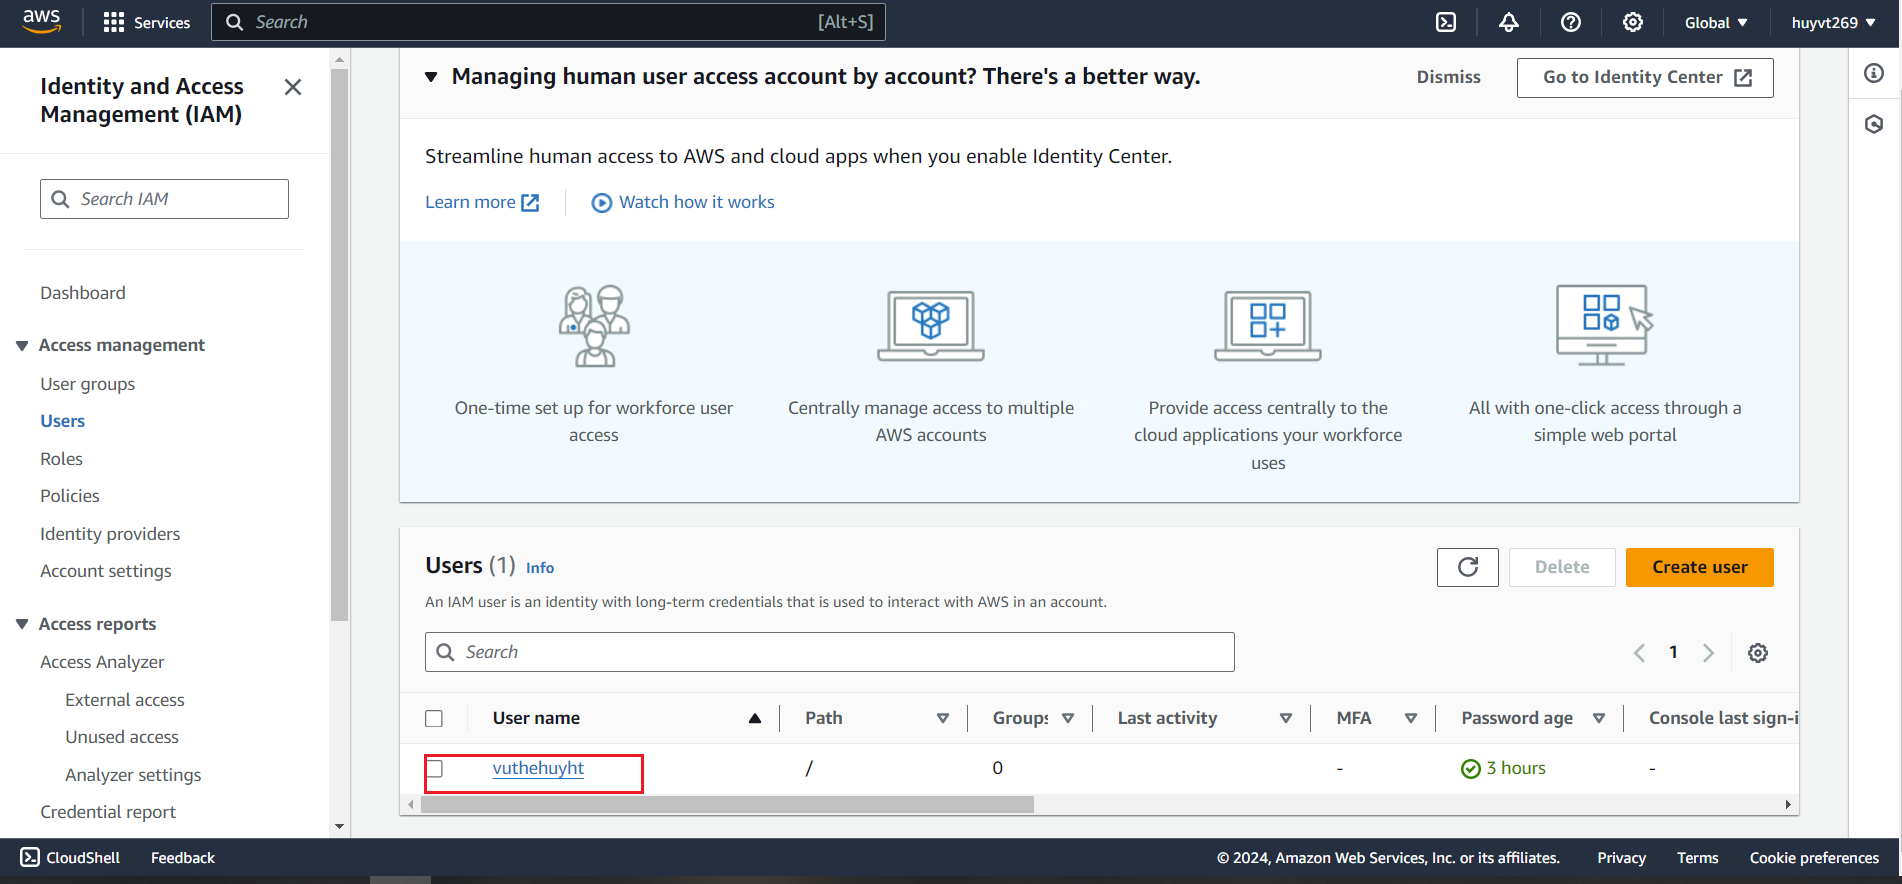 aws
Services
Search [Alt+S]
Global
huyvt269
Identity and Access
Management (IAM)
Search IAM
Dashboard
Access management
User groups
Users
Roles
Policies
Identity providers
Account settings
Access reports
Access Analyzer
External access
Unused access
Analyzer settings
Credential report
Managing human user access account by account? There's a better way.
Dismiss
Go to Identity Center
Streamline human access to AWS and cloud apps when you enable Identity Center.
Learn more
Watch how it works
One-time set up for workforce user
access
Centrally manage access to multiple
AWS accounts
Provide access centrally to the
cloud applications your workforce
uses
All with one-click access through a
simple web portal
Users (1) Info
Delete
Create user
An IAM user is an identity with long-term credentials that is used to interact with AWS in an account.
Search
1
User name Path Groups Last activity MFA Password age Console last sign-i
vuthehuyht / 0 - 3 hours -
CloudShell
Feedback
© 2024, Amazon Web Services, Inc. or its affiliates.
Privacy
Terms
Cookie preferences